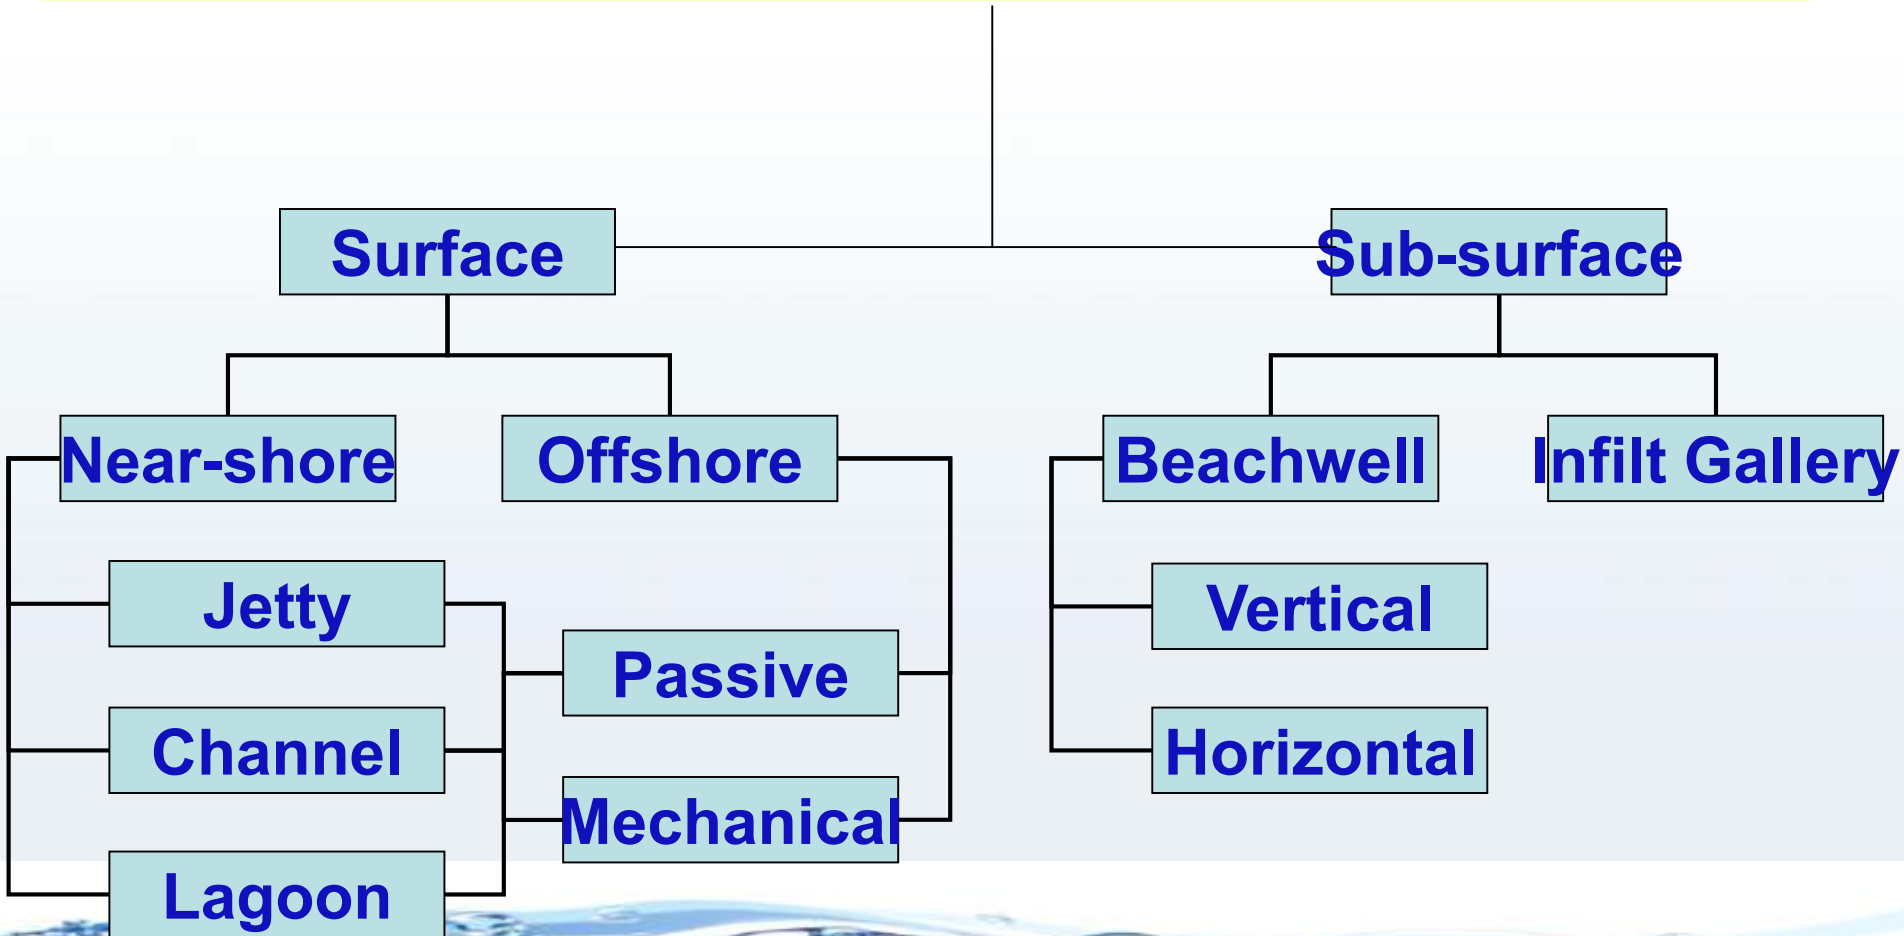 Surface
Sub-surface
Near-shore
Offshore
Beachwell
Infilt Gallery
Jetty
Vertical
Passive
Channel
Horizontal
Mechanical
Lagoon